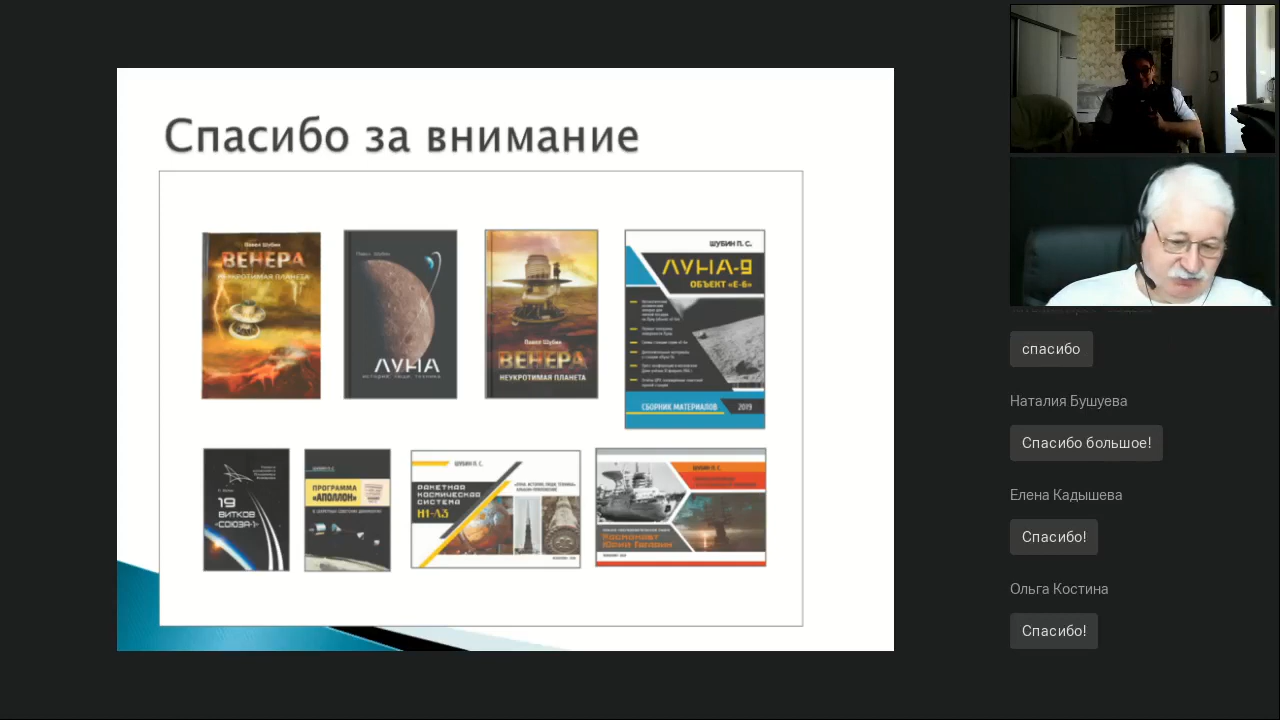 Спасибо за внимание
Павел Шубин
ВЕНЕРА
НЕУКРОТИМАЯ ПЛАНЕТА
Павел Шубин
ЛУНА
ИСТОРИЯ, ЛЮДИ, ТЕХНИКА
Павел Шубин
ВЕНЕРА
НЕУКРОТИМАЯ ПЛАНЕТА
ШУБИН П. С.
ЛУНА-9
ОБЪЕКТ «Е-6»
СБОРНИК МАТЕРИАЛОВ
2019
19
ВИТКОВ
«СОЮЗА-1»
ШУБИН П. С.
ПРОГРАММА
«АПОЛЛОН»
ШУБИН П. С.
РАКЕТНАЯ
КОСМИЧЕСКАЯ
СИСТЕМА
Н1-Л3
ШУБИН П. С.
Космонавт
Юрий Гагарин
спасибо
Наталия Бушуева
Спасибо большое!
Елена Кадышева
Спасибо!
Ольга Костина
Спасибо!